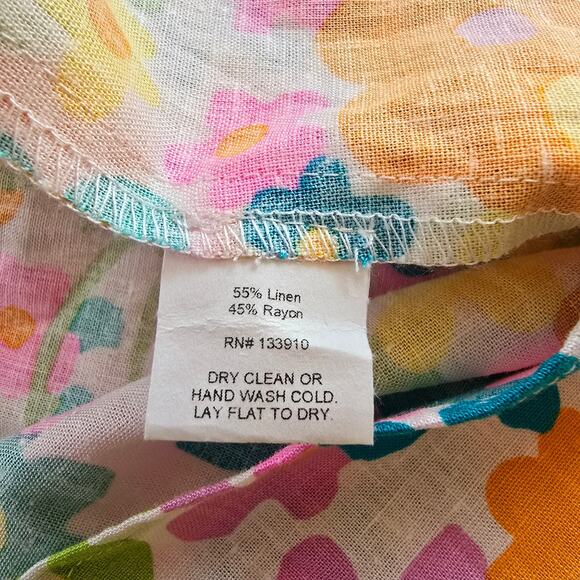 55% Linen
45% Rayon
RN# 133910
DRY CLEAN OR
HAND WASH COLD.
LAY FLAT TO DRY.